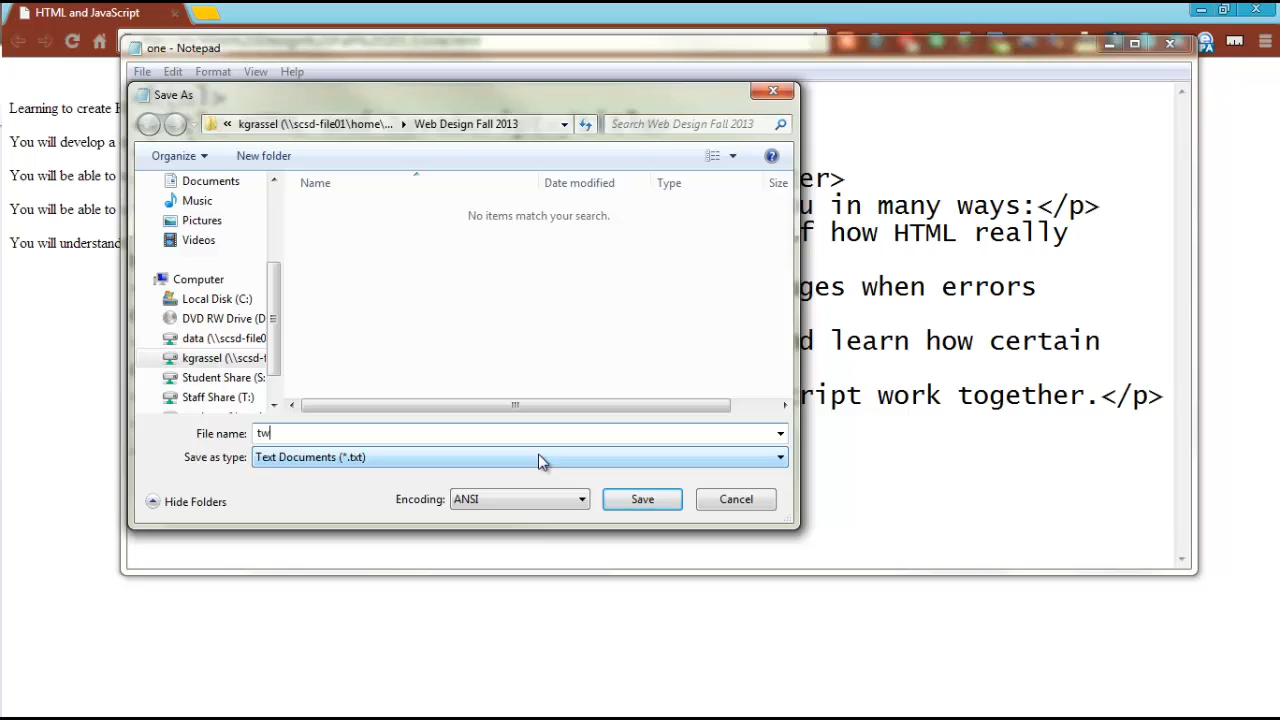 HTML and JavaScript
one - Notepad
File Edit Format View Help
Save As
« kgrassel (\\scsd-file01\home\... Web Design Fall 2013
Search Web Design Fall 2013
Organize New folder
Documents
Music
Pictures
Videos
Computer
Local Disk (C:)
DVD RW Drive (D
data (\\scsd-file0
kgrassel (\\scsd-f
Student Share (S:
Staff Share (T:)
Name Date modified Type Size
No items match your search.
File name: tw
Save as type: Text Documents (*.txt)
Hide Folders
Encoding: ANSI
Save Cancel
Learning to create
You will develop a
You will be able to
You will be able to
You will understand
er>
u in many ways:</p>
f how HTML really
ges when errors
d learn how certain
ript work together.</p>